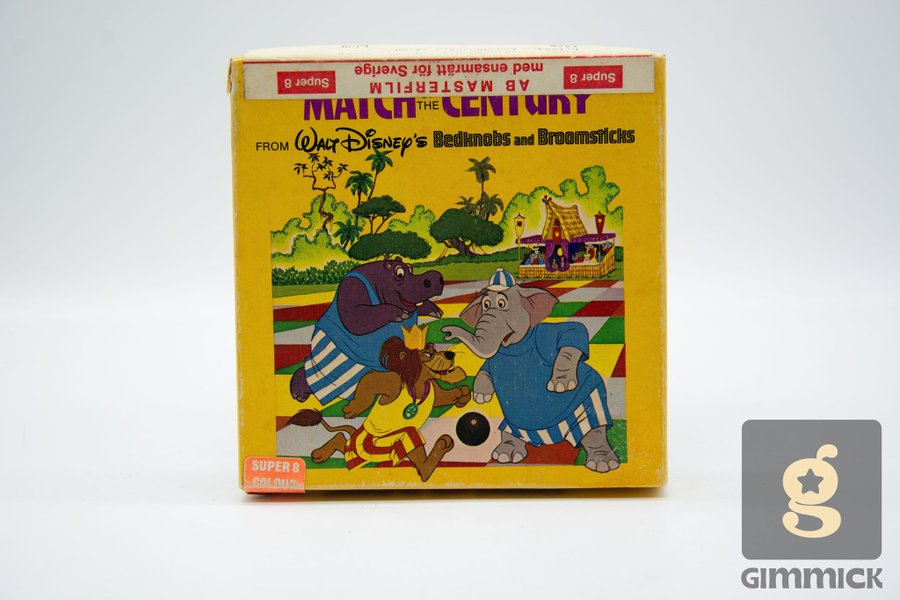 Super 8
AB MASTERFILM
med ensamrätt för Sverige
Super 8
MATCH THE CENTURY
FROM WALT DISNEY'S Bedknobs and Broomsticks
SUPER 8
COLOUR
g
GIMMICK